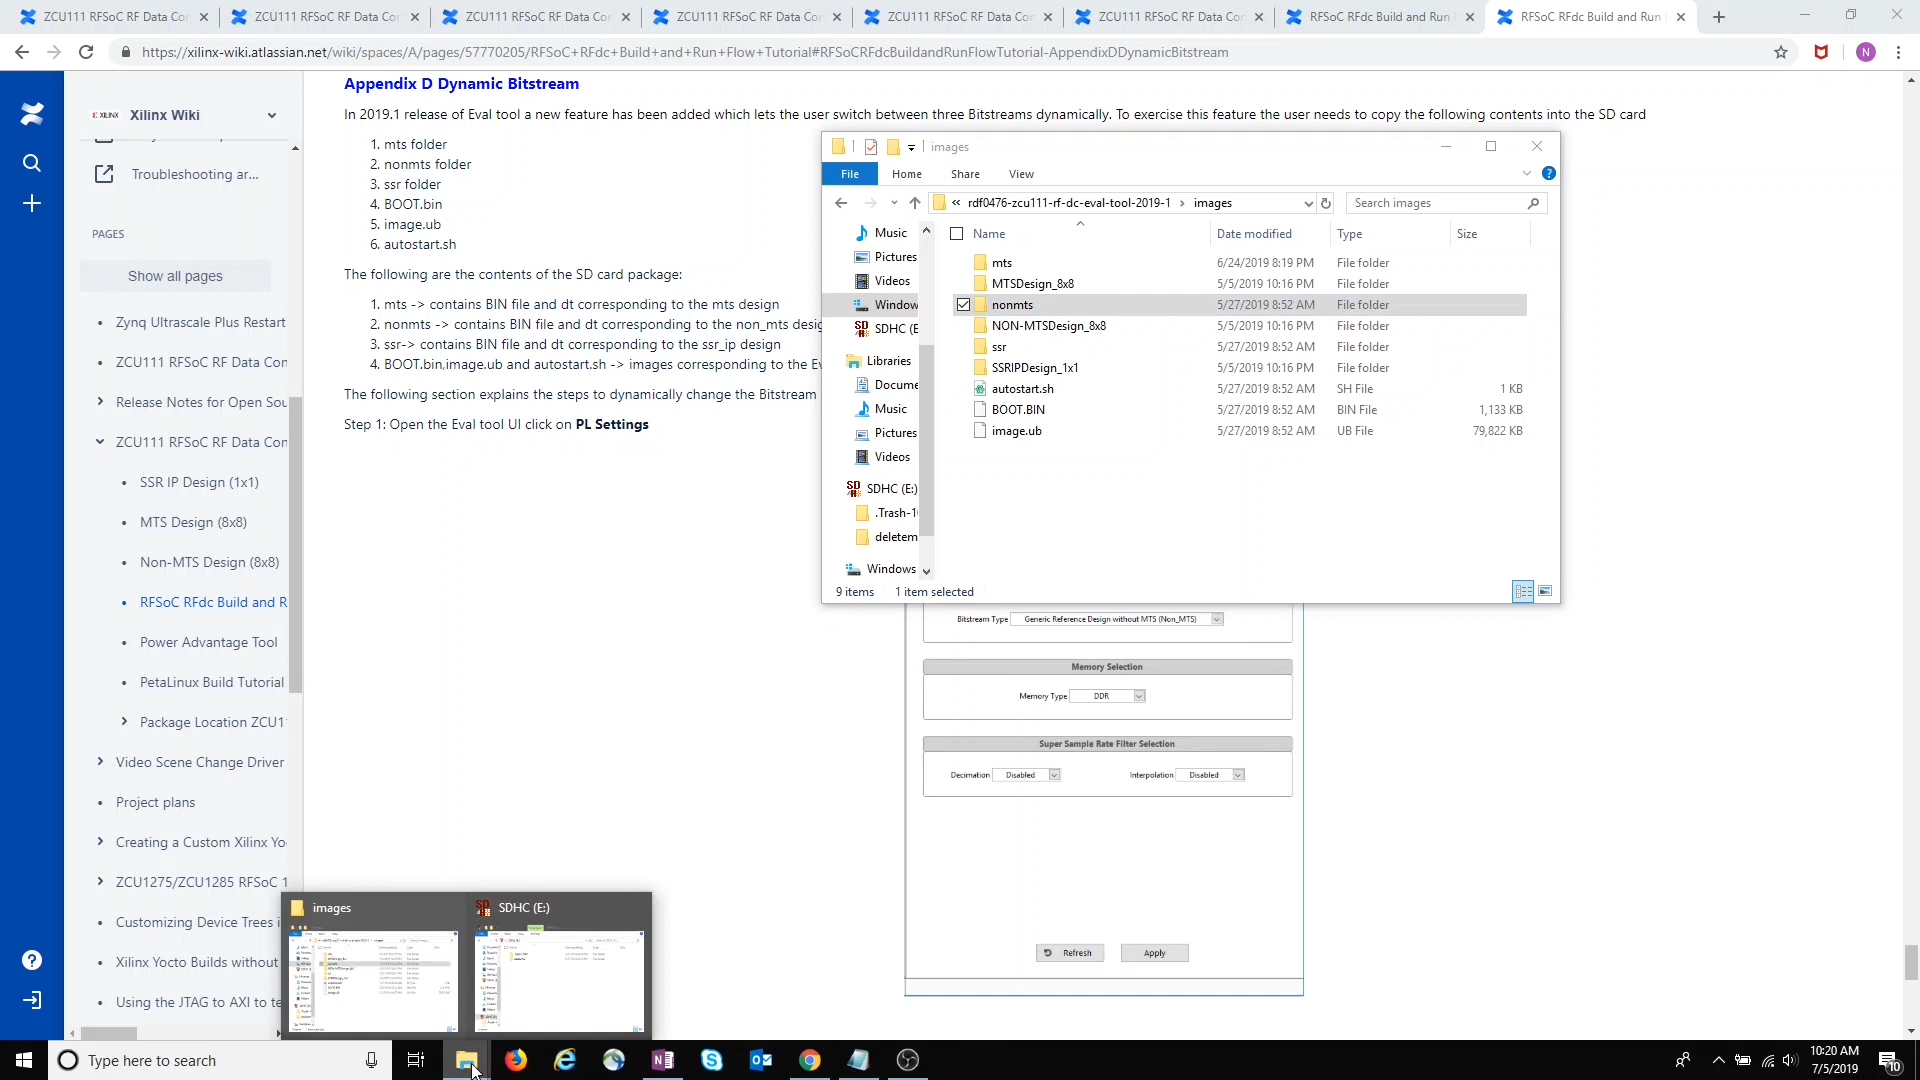 ZCU111 RFSoC RF Data Cor
ZCU111 RFSoC RF Data Cor
ZCU111 RFSoC RF Data Cor
ZCU111 RFSoC RF Data Cor
ZCU111 RFSoC RF Data Cor
ZCU111 RFSoC RF Data Cor
RFSoC RFdc Build and Run
RFSoC RFdc Build and Run
https://xilinx-wiki.atlassian.net/wiki/spaces/A/pages/57770205/RFSoC+RFdc+Build+and+Run+Flow+Tutorial#RFSoCRFdcBuildandRunFlowTutorial-AppendixDDynamicBitstream
N
XILINX
Xilinx Wiki
Troubleshooting ar...
PAGES
Show all pages
Zynq Ultrascale Plus Restart
ZCU111 RFSoC RF Data Con
Release Notes for Open Sou
ZCU111 RFSoC RF Data Con
SSR IP Design (1x1)
MTS Design (8x8)
Non-MTS Design (8x8)
RFSoC RFdc Build and R
Power Advantage Tool
PetaLinux Build Tutorial
Package Location ZCU1
Video Scene Change Driver
Project plans
Creating a Custom Xilinx Yo
ZCU1275/ZCU1285 RFSoC 1
Customizing Device Trees i
Xilinx Yocto Builds without
Using the JTAG to AXI to te
Appendix D Dynamic Bitstream
In 2019.1 release of Eval tool a new feature has been added which lets the user switch between three Bitstreams dynamically. To exercise this feature the user needs to copy the following contents into the SD card
1. mts folder
2. nonmts folder
3. ssr folder
4. BOOT.bin
5. image.ub
6. autostart.sh
The following are the contents of the SD card package:
1. mts -> contains BIN file and dt corresponding to the mts design
2. nonmts -> contains BIN file and dt corresponding to the non_mts desig
3. ssr-> contains BIN file and dt corresponding to the ssr_ip design
4. BOOT.bin,image.ub and autostart.sh -> images corresponding to the Ev
The following section explains the steps to dynamically change the Bitstream
Step 1: Open the Eval tool UI click on PL Settings
images
File Home Share View
« rdf0476-zcu111-rf-dc-eval-tool-2019-1 › images
Search images
Music
Pictures
Videos
Window
SDHC (E
Libraries
Docume
Music
Pictures
Videos
SDHC (E:)
.Trash-1
deletem
Windows
Name Date modified Type Size
mts 6/24/2019 8:19 PM File folder
MTSDesign_8x8 5/5/2019 10:16 PM File folder
nonmts 5/27/2019 8:52 AM File folder
NON-MTSDesign_8x8 5/5/2019 10:16 PM File folder
ssr 5/27/2019 8:52 AM File folder
SSRIPDesign_1x1 5/5/2019 10:16 PM File folder
autostart.sh 5/27/2019 8:52 AM SH File 1 KB
BOOT.BIN 5/27/2019 8:52 AM BIN File 1,133 KB
image.ub 5/27/2019 8:52 AM UB File 79,822 KB
9 items 1 item selected
Bitstream Type Generic Reference Design without MTS (Non_MTS)
Memory Selection
Memory Type DDR
Super Sample Rate Filter Selection
Decimation Disabled Interpolation Disabled
Refresh Apply
images
SDHC (E:)
Type here to search
10:20 AM
7/5/2019
10